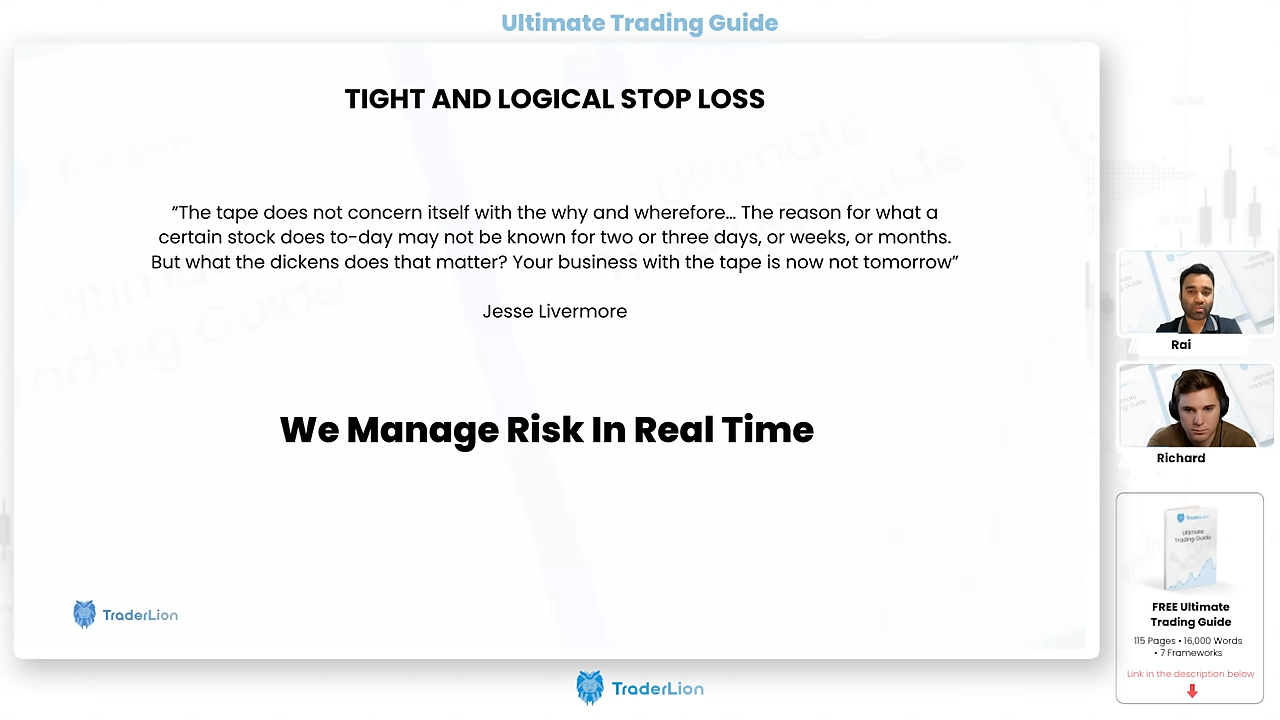 Ultimate Trading Guide
TIGHT AND LOGICAL STOP LOSS
“The tape does not concern itself with the why and wherefore... The reason for what a
certain stock does to-day may not be known for two or three days, or weeks, or months.
But what the dickens does that matter? Your business with the tape is now not tomorrow”
Jesse Livermore
We Manage Risk In Real Time
TraderLion
TraderLion
Rai
Richard
TraderLion
Ultimate
Trading Guide
FREE Ultimate
Trading Guide
115 Pages • 16,000 Words
• 7 Frameworks
Link in the description below